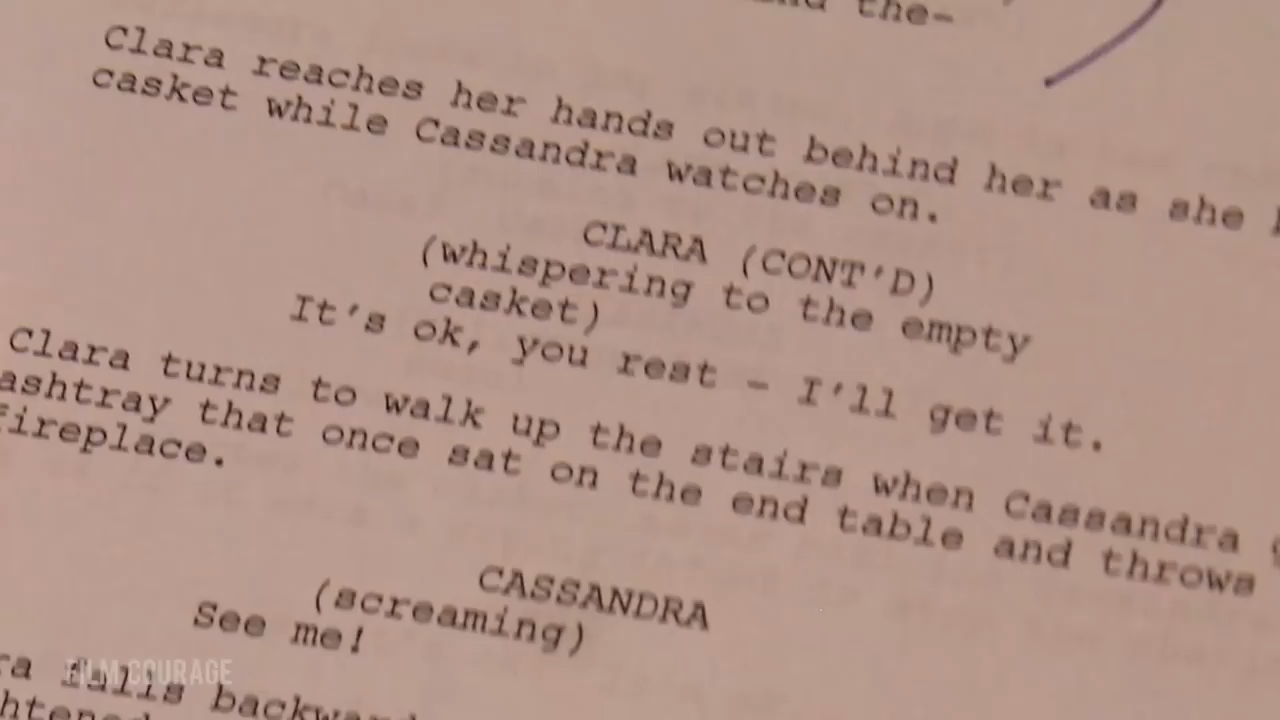 the-
Clara reaches her hands out behind her as she
casket while Cassandra watches on.
CLARA (CONT'D)
(whispering to the empty
casket)
It's ok, you rest - I'll get it.
Clara turns to walk up the stairs when Cassandra
ashtray that once sat on the end table and throws
fireplace.
CASSANDRA
(screaming)
See me!
falls
FILM COURAGE